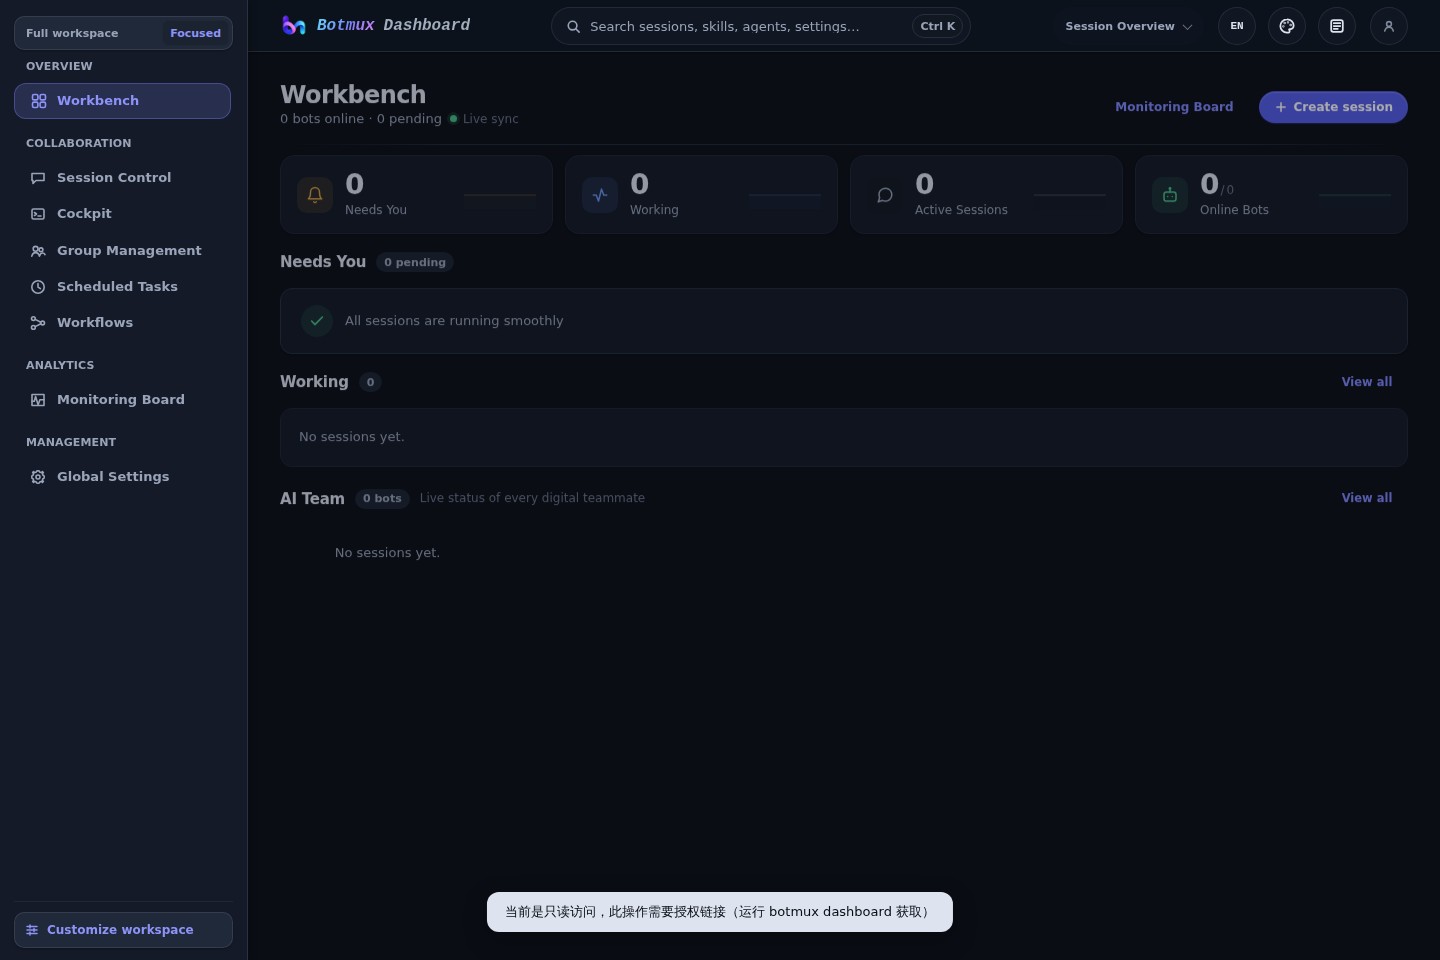 Full workspace
Focused
OVERVIEW
Workbench
COLLABORATION
Session Control
Cockpit
Group Management
Scheduled Tasks
Workflows
ANALYTICS
Monitoring Board
MANAGEMENT
Global Settings
Customize workspace
Botmux Dashboard
Search sessions, skills, agents, settings...
Ctrl K
Session Overview
EN
Workbench
0 bots online · 0 pending
Live sync
Monitoring Board
+ Create session
0
Needs You
0
Working
0
Active Sessions
0/0
Online Bots
Needs You
0 pending
All sessions are running smoothly
Working
0
View all
No sessions yet.
AI Team
0 bots
Live status of every digital teammate
View all
No sessions yet.
当前是只读访问，此操作需要授权链接（运行 botmux dashboard 获取）